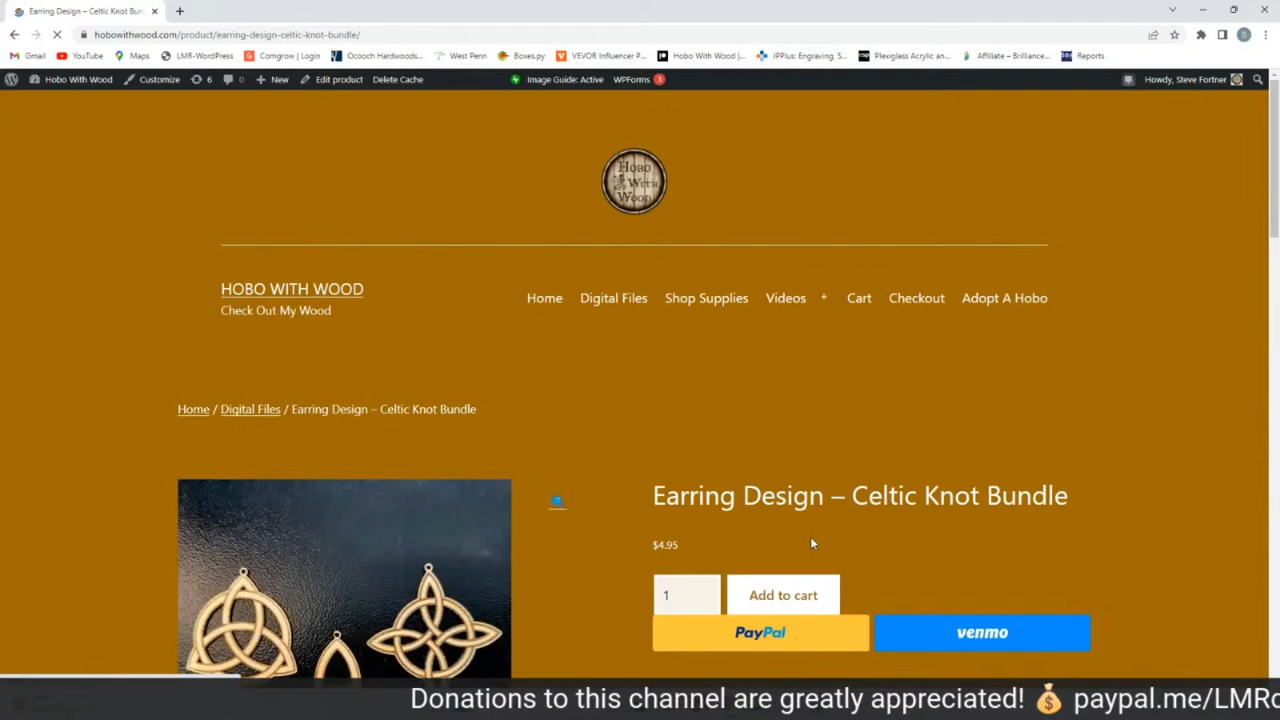 Earring Design – Celtic Knot Bun
hobowithwood.com/product/earring-design-celtic-knot-bundle/
S
Gmail YouTube Maps LMR-WordPress Comgrow | Login Ococch Hardwoods... West Penn Boxes.py VEVOR Influencer P... Hobo With Wood |... JPPlus: Engraving, S... Plexiglass Acrylic an... Affiliate – Brilliance... Reports
Hobo With Wood Customize 6 0 New Edit product Delete Cache Image Guide: Active WPForms 3 Howdy, Steve Fortner
HOBO
WITH
WOOD
HOBO WITH WOOD
Check Out My Wood
Home Digital Files Shop Supplies Videos + Cart Checkout Adopt A Hobo
Home / Digital Files / Earring Design – Celtic Knot Bundle
Earring Design – Celtic Knot Bundle
$4.95
1 Add to cart
PayPal venmo
Donations to this channel are greatly appreciated! 💰 paypal.me/LMRc